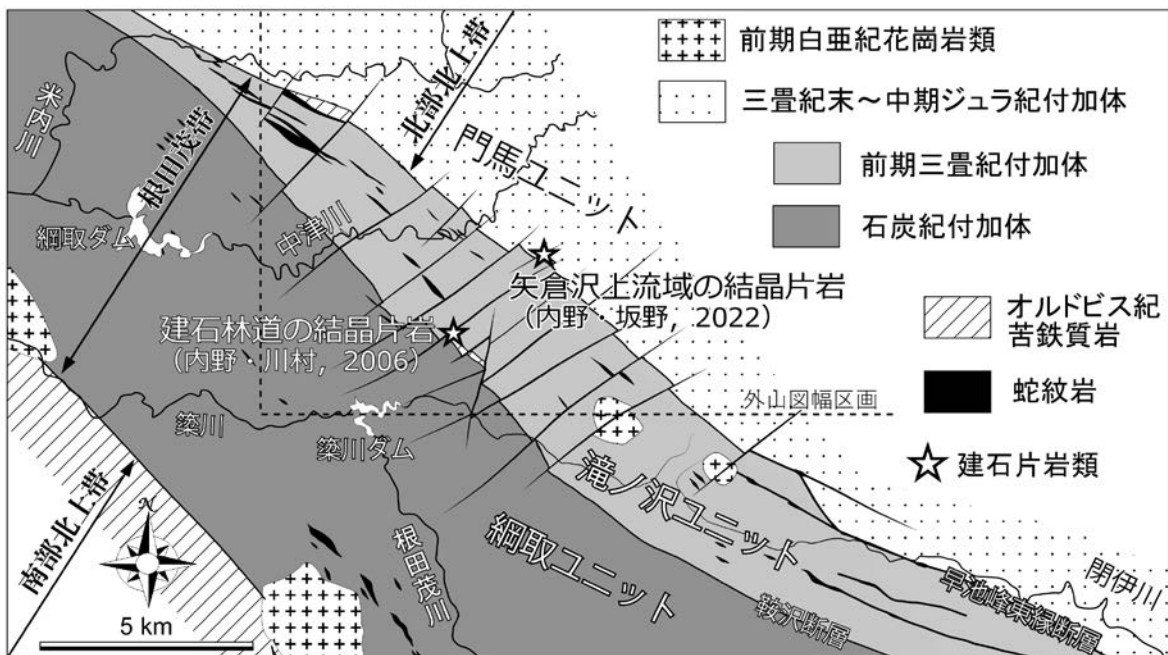 前期白亜紀花崗岩類
三畳紀末～中期ジュラ紀付加体
前期三畳紀付加体
石炭紀付加体
オルドビス紀
苦鉄質岩
蛇紋岩
建石片岩類
米内川
根田茂帯
北部北上帯
門馬ユニット
綱取ダム
中津川
矢倉沢上流域の結晶片岩
（内野・坂野，2022）
建石林道の結晶片岩
（内野・川村，2006）
外山図幅区画
簗川
簗川ダム
滝ノ沢ユニット
綱取ユニット
南部北上帯
N
根田茂川
閉伊川
早池峰東縁断層
鞍沢断層
5 km